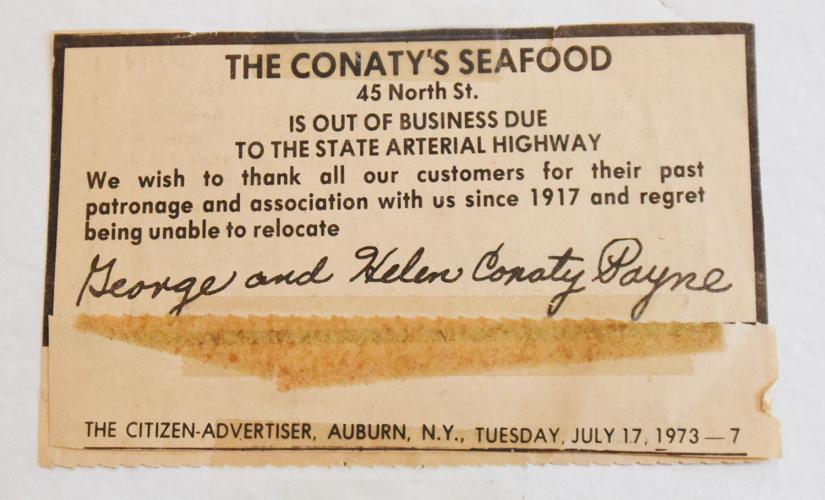 THE CONATY'S SEAFOOD
45 North St.
IS OUT OF BUSINESS DUE
TO THE STATE ARTERIAL HIGHWAY
We wish to thank all our customers for their past
patronage and association with us since 1917 and regret
being unable to relocate
George and Helen Conaty Payne
THE CITIZEN-ADVERTISER, AUBURN, N.Y., TUESDAY, JULY 17, 1973 — 7